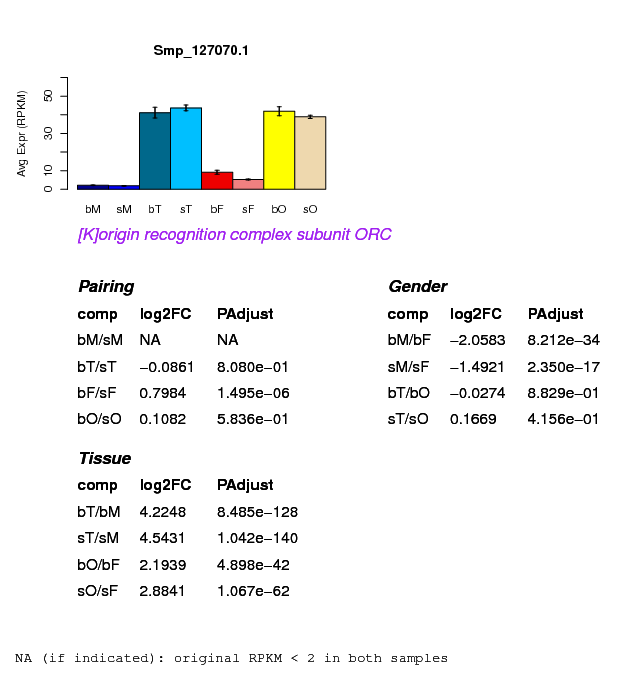 Smp_127070.1
Avg Expr (RPKM)
0 10 30 50
bM sM bT sT bF sF bO sO
[K]origin recognition complex subunit ORC
Pairing
comp log2FC PAdjust
bM/sM NA NA
bT/sT −0.0861 8.080e−01
bF/sF 0.7984 1.495e−06
bO/sO 0.1082 5.836e−01
Gender
comp log2FC PAdjust
bM/bF −2.0583 8.212e−34
sM/sF −1.4921 2.350e−17
bT/bO −0.0274 8.829e−01
sT/sO 0.1669 4.156e−01
Tissue
comp log2FC PAdjust
bT/bM 4.2248 8.485e−128
sT/sM 4.5431 1.042e−140
bO/bF 2.1939 4.898e−42
sO/sF 2.8841 1.067e−62
NA (if indicated): original RPKM < 2 in both samples